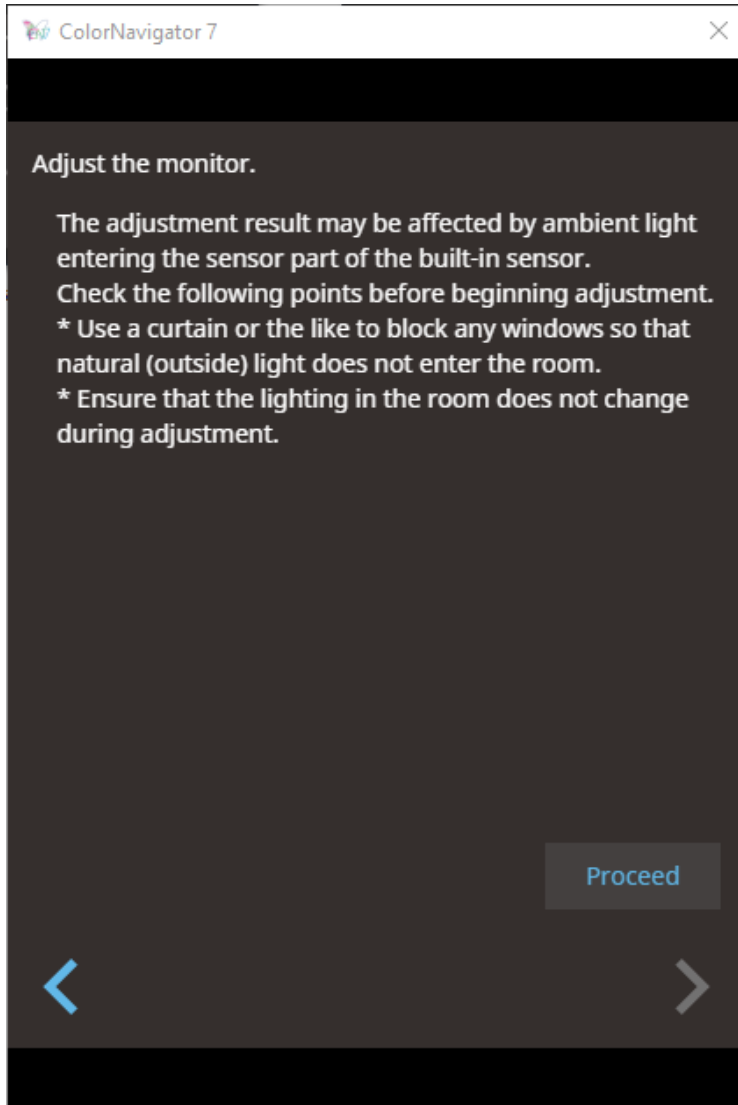 ColorNavigator 7
Adjust the monitor.
The adjustment result may be affected by ambient light
entering the sensor part of the built-in sensor.
Check the following points before beginning adjustment.
* Use a curtain or the like to block any windows so that
natural (outside) light does not enter the room.
* Ensure that the lighting in the room does not change
during adjustment.
Proceed